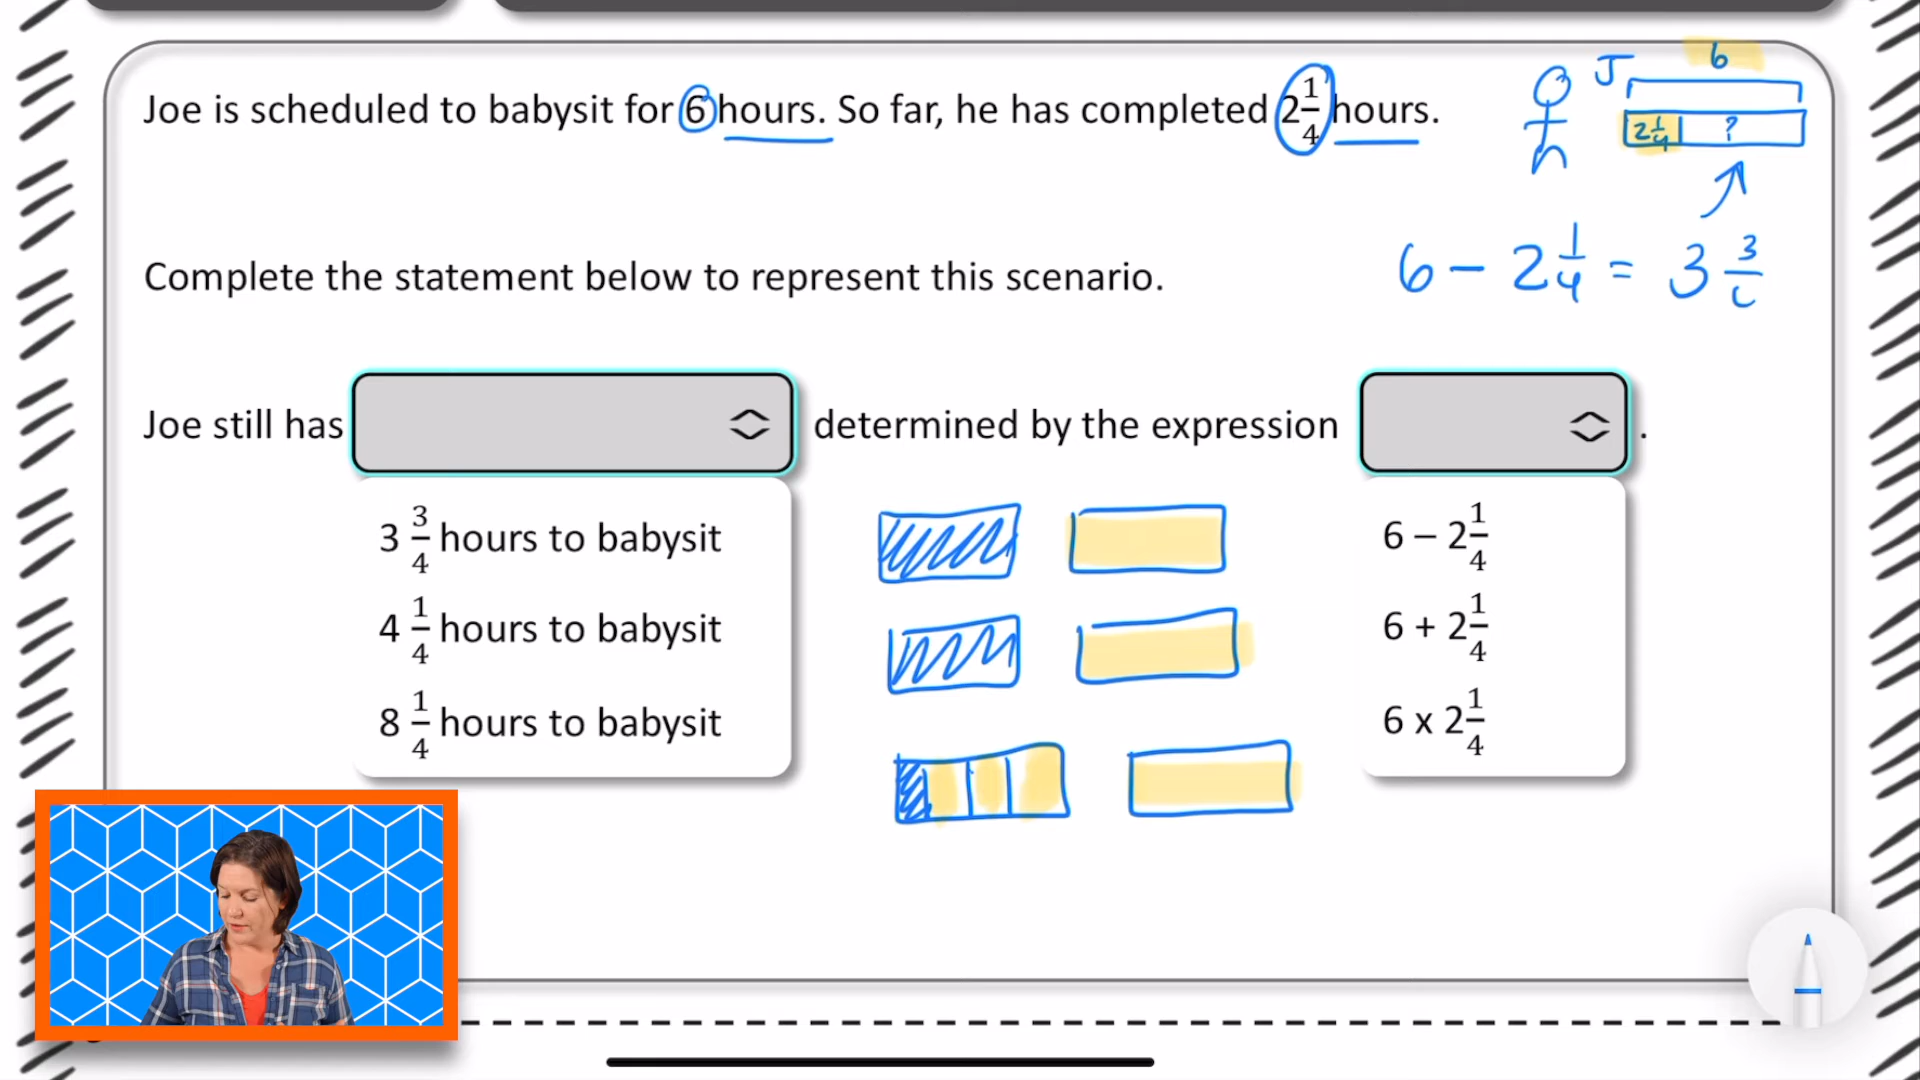 Joe is scheduled to babysit for 6 hours. So far, he has completed 2 1/4 hours.
J
6
2 1/4 ?
Complete the statement below to represent this scenario.
6 - 2 1/4 = 3 3/
Joe still has determined by the expression .
3 3/4 hours to babysit
4 1/4 hours to babysit
8 1/4 hours to babysit
6 – 2 1/4
6 + 2 1/4
6 x 2 1/4